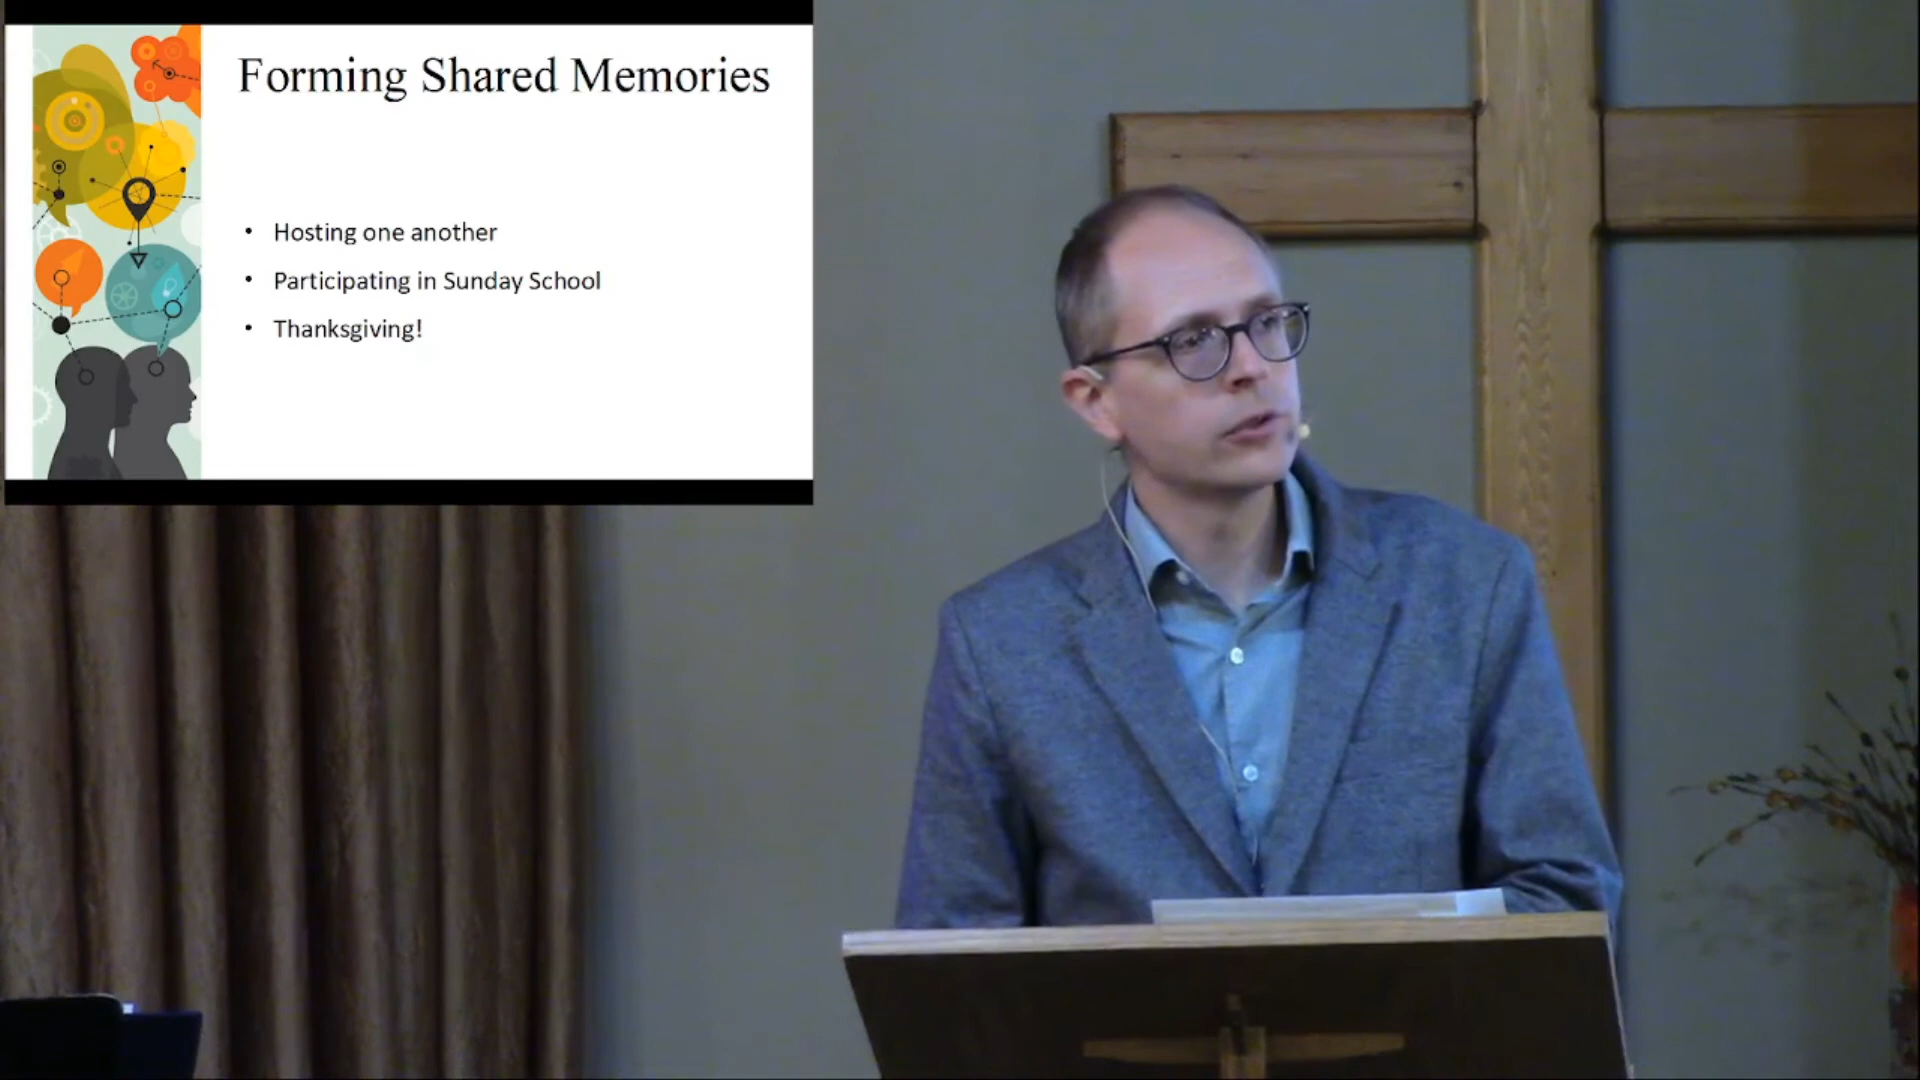 Forming Shared Memories
• Hosting one another
• Participating in Sunday School
• Thanksgiving!